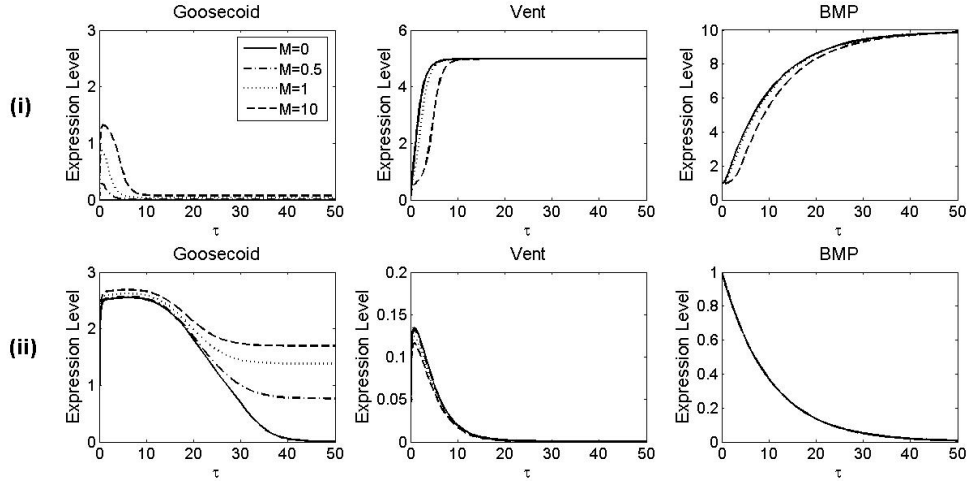 (i)
Goosecoid
Expression Level
3
2
1
0
0 10 20 30 40 50
τ
M=0
M=0.5
M=1
M=10
Vent
Expression Level
6
4
2
0
0 10 20 30 40 50
τ
BMP
Expression Level
10
8
6
4
2
0
0 10 20 30 40 50
τ
(ii)
Goosecoid
Expression Level
3
2
1
0
0 10 20 30 40 50
τ
Vent
Expression Level
0.2
0.15
0.1
0.05
0
0 10 20 30 40 50
τ
BMP
Expression Level
1
0.8
0.6
0.4
0.2
0
0 10 20 30 40 50
τ